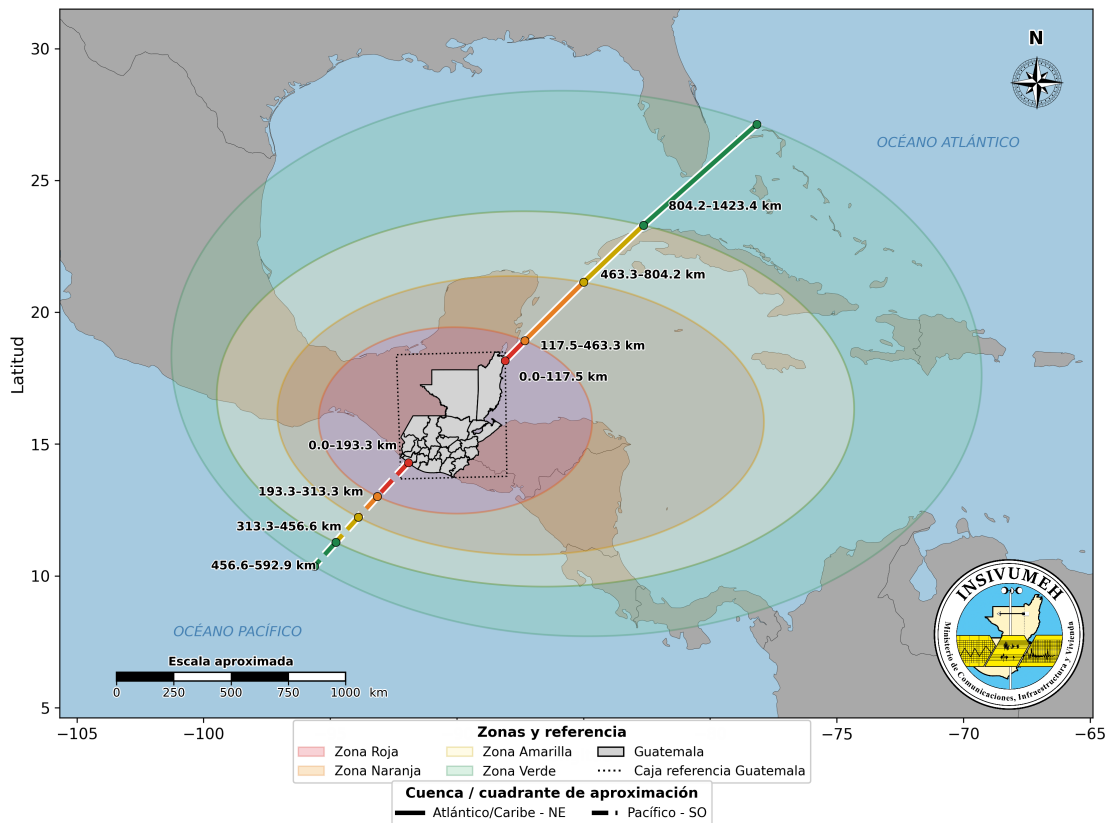 30
25
20
15
10
5
Latitud
N
OCÉANO ATLÁNTICO
804.2–1423.4 km
463.3–804.2 km
117.5–463.3 km
0.0–117.5 km
0.0–193.3 km
193.3–313.3 km
313.3–456.6 km
456.6–592.9 km
OCÉANO PACÍFICO
Escala aproximada
0 250 500 750 1000 km
INSIVUMEH
Ministerio de Comunicaciones, Infraestructura y Vivienda
−105 −100 −75 −70 −65
Zonas y referencia
Zona Roja Zona Amarilla Guatemala
Zona Naranja Zona Verde Caja referencia Guatemala
Cuenca / cuadrante de aproximación
Atlántico/Caribe - NE Pacífico - SO